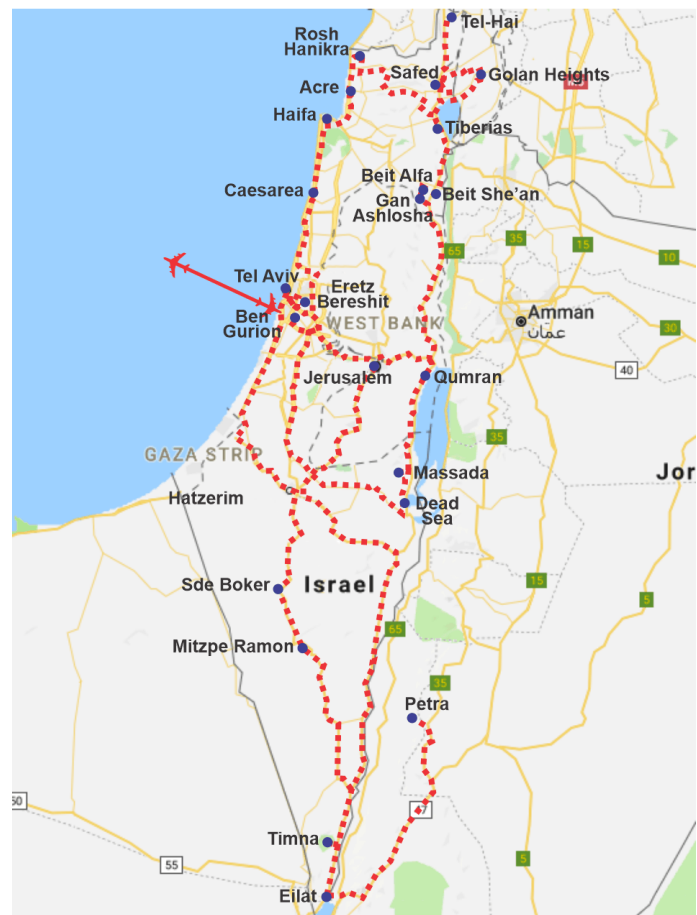 Tel-Hai
Rosh
Hanikra
Safed
Golan Heights
Acre
Haifa
Tiberias
Beit Alfa
Caesarea
Gan
Ashlosha
Beit She'an
65
35
15
10
Tel Aviv
Eretz
Bereshit
Ben
Gurion
WEST BANK
Amman
عمان
30
Jerusalem
Qumran
40
35
GAZA STRIP
Massada
Jor
Hatzerim
Dead
Sea
Sde Boker
Israel
15
5
Mitzpe Ramon
65
35
Petra
50
47
Timna
55
5
Eilat